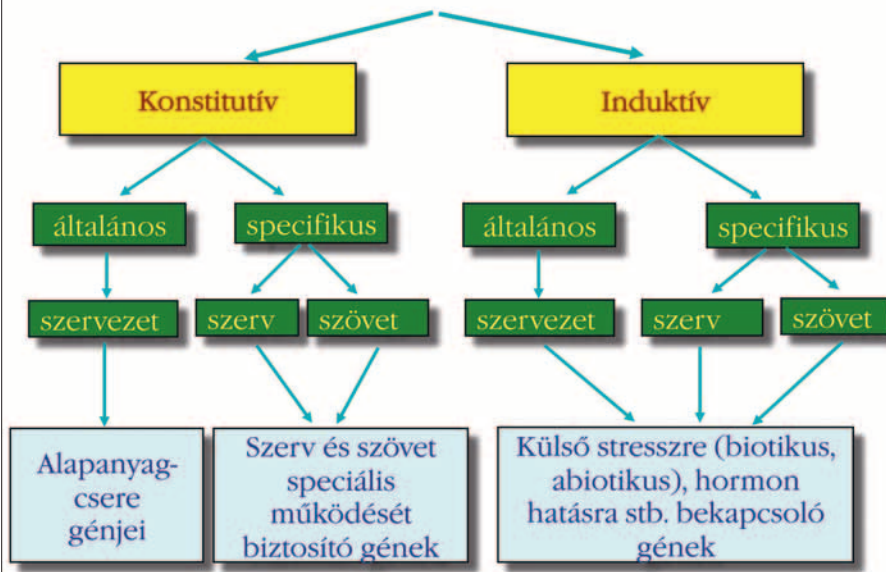 Konstitutív
Induktív
általános
specifikus
általános
specifikus
szervezet
szerv
szövet
szervezet
szerv
szövet
Alapanyag-
csere
génjei
Szerv és szövet
speciális
működését
biztosító gének
Külső stresszre (biotikus,
abiotikus), hormon
hatásra stb. bekapcsoló
gének